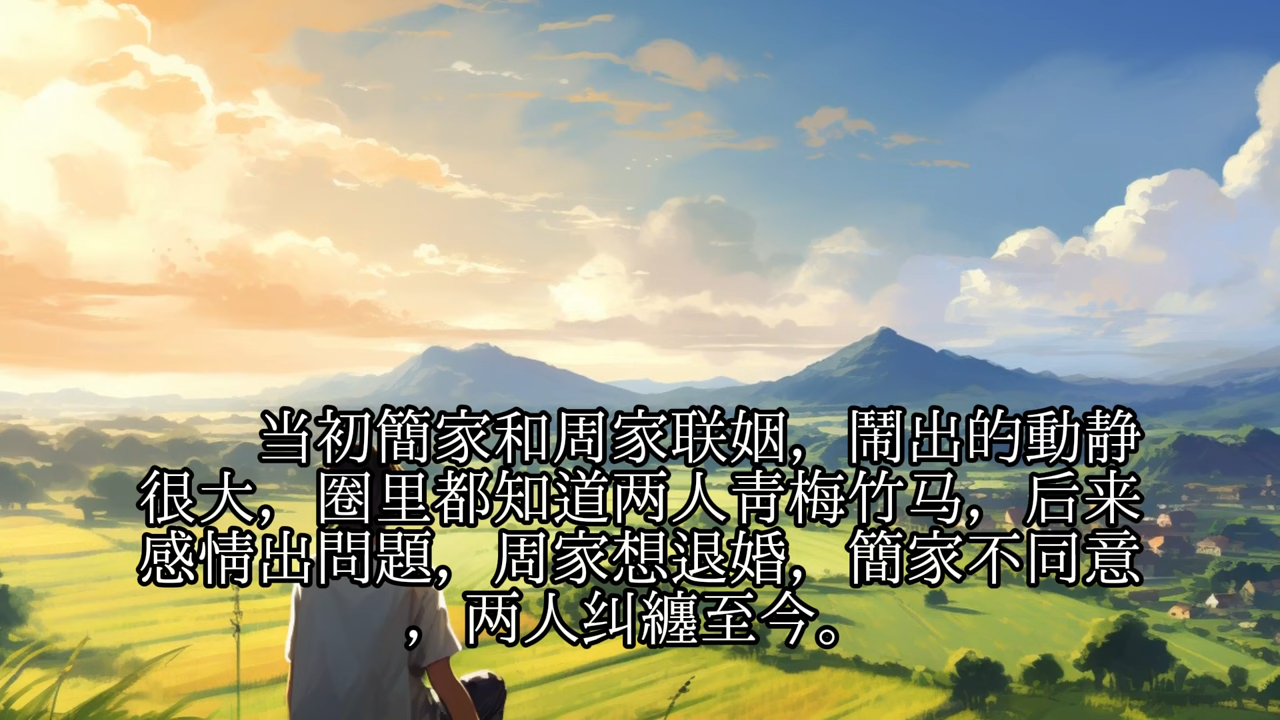 当初簡家和周家联姻，鬧出的動静
很大，圈里都知道两人青梅竹马，后来
感情出問題，周家想退婚，簡家不同意
，两人纠纏至今。